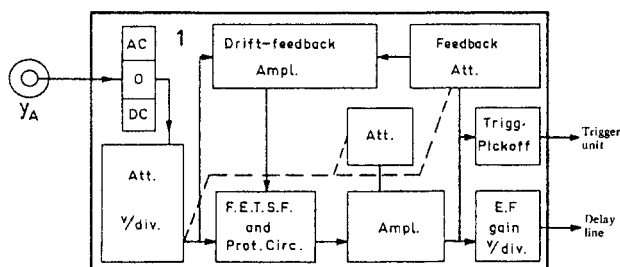 1
AC
0
DC
YA
Drift-feedback
Ampl.
Feedback
Att.
Att.
Trigg.
Pickoff
Trigger
unit
Att.
V/div.
F.E.T.S.F.
and
Prot. Circ.
Ampl.
E.F
gain
V/div.
Delay
line